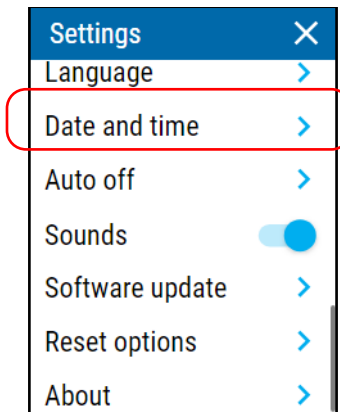 Settings
Language
Date and time
Auto off
Sounds
Software update
Reset options
About